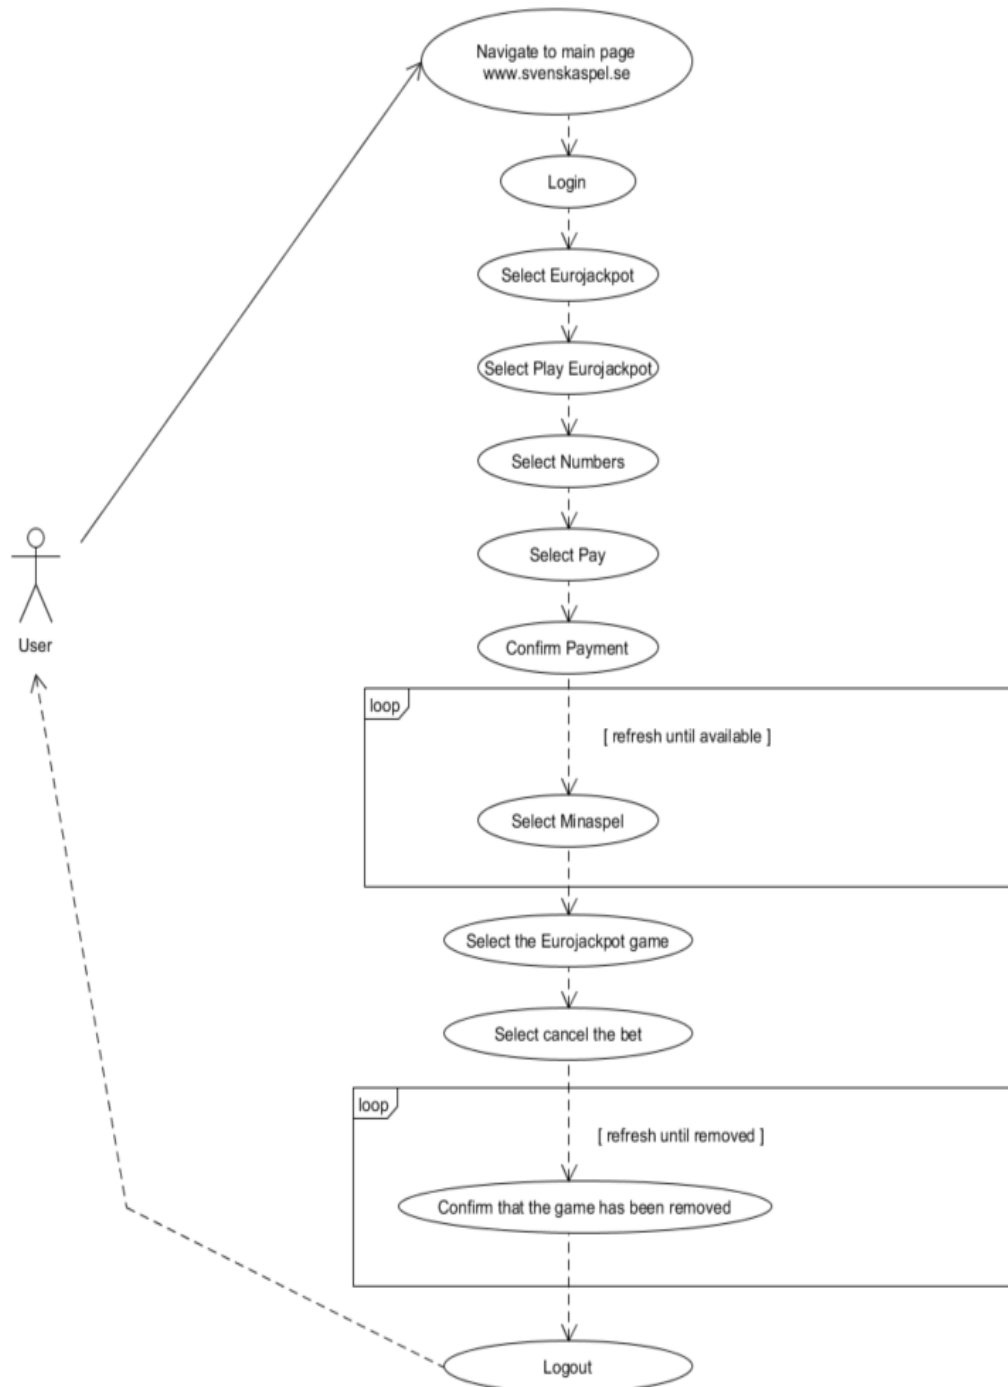 Navigate to main page
www.svenskaspel.se
Login
Select Eurojackpot
Select Play Eurojackpot
Select Numbers
Select Pay
User
Confirm Payment
loop
[ refresh until available ]
Select Minaspel
Select the Eurojackpot game
Select cancel the bet
loop
[ refresh until removed ]
Confirm that the game has been removed
Logout